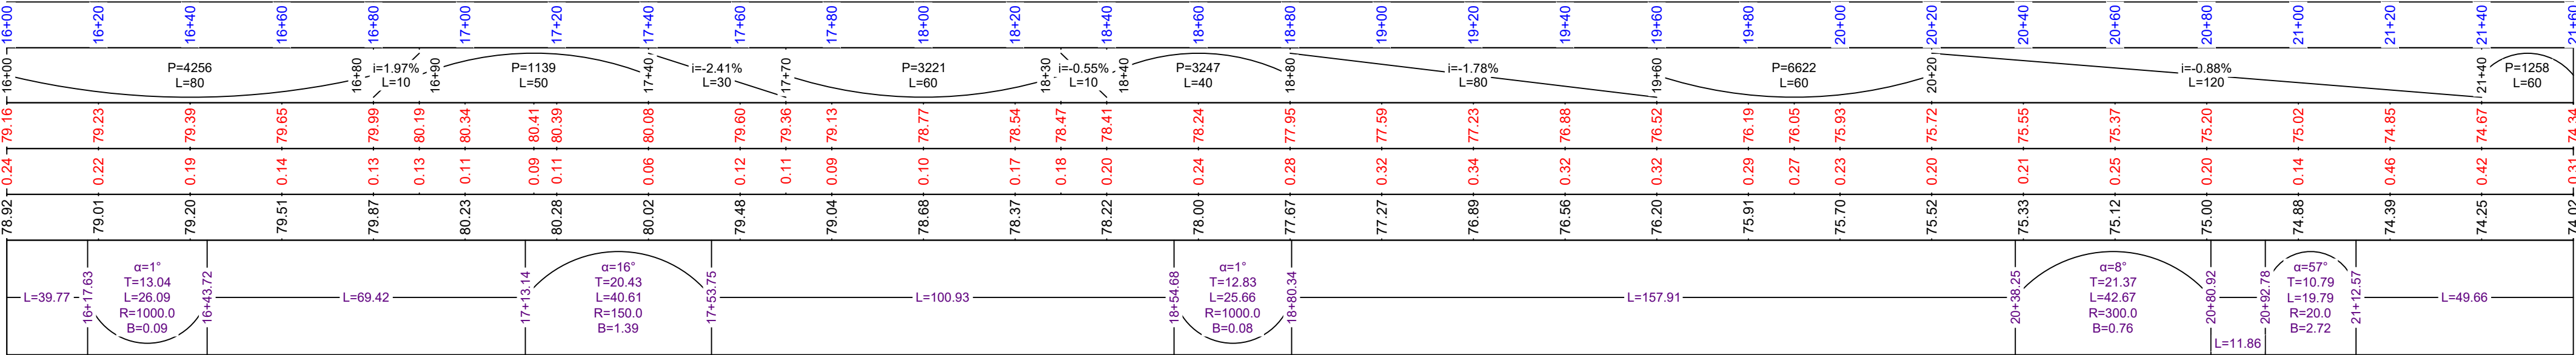 16+00 16+20 16+40 16+60 16+80 17+00 17+20 17+40 17+60 17+80 18+00 18+20 18+40 18+60 18+80 19+00 19+20 19+40 19+60 19+80 20+00 20+20 20+40 20+60 20+80 21+00 21+20 21+40 21+60
16+00
P=4256
L=80
16+80
i=1.97%
L=10
16+90
P=1139
L=50
17+40
i=-2.41%
L=30
17+70
P=3221
L=60
18+30
i=-0.55%
L=10
18+40
P=3247
L=40
18+80
i=-1.78%
L=80
19+60
P=6622
L=60
20+20
i=-0.88%
L=120
21+40
P=1258
L=60
79.16 79.23 79.39 79.65 79.99 80.19 80.34 80.41 80.39 80.08 79.60 79.36 79.13 78.77 78.54 78.47 78.41 78.24 77.95 77.59 77.23 76.88 76.52 76.19 76.05 75.93 75.72 75.55 75.37 75.20 75.02 74.85 74.67 74.34
0.24 0.22 0.19 0.14 0.13 0.13 0.11 0.09 0.11 0.06 0.12 0.11 0.09 0.10 0.17 0.18 0.20 0.24 0.28 0.32 0.34 0.32 0.32 0.29 0.27 0.23 0.20 0.21 0.25 0.20 0.14 0.46 0.42 0.31
78.92 79.01 79.20 79.51 79.87 80.23 80.28 80.02 79.48 79.04 78.68 78.37 78.22 78.00 77.67 77.27 76.89 76.56 76.20 75.91 75.70 75.52 75.33 75.12 75.00 74.88 74.39 74.25 74.02
L=39.77
16+17.63
α=1°
T=13.04
L=26.09
R=1000.0
B=0.09
16+43.72
L=69.42
17+13.14
α=16°
T=20.43
L=40.61
R=150.0
B=1.39
17+53.75
L=100.93
18+54.68
α=1°
T=12.83
L=25.66
R=1000.0
B=0.08
18+80.34
L=157.91
20+38.25
α=8°
T=21.37
L=42.67
R=300.0
B=0.76
20+80.92
L=11.86
20+92.78
α=57°
T=10.79
L=19.79
R=20.0
B=2.72
21+12.57
L=49.66